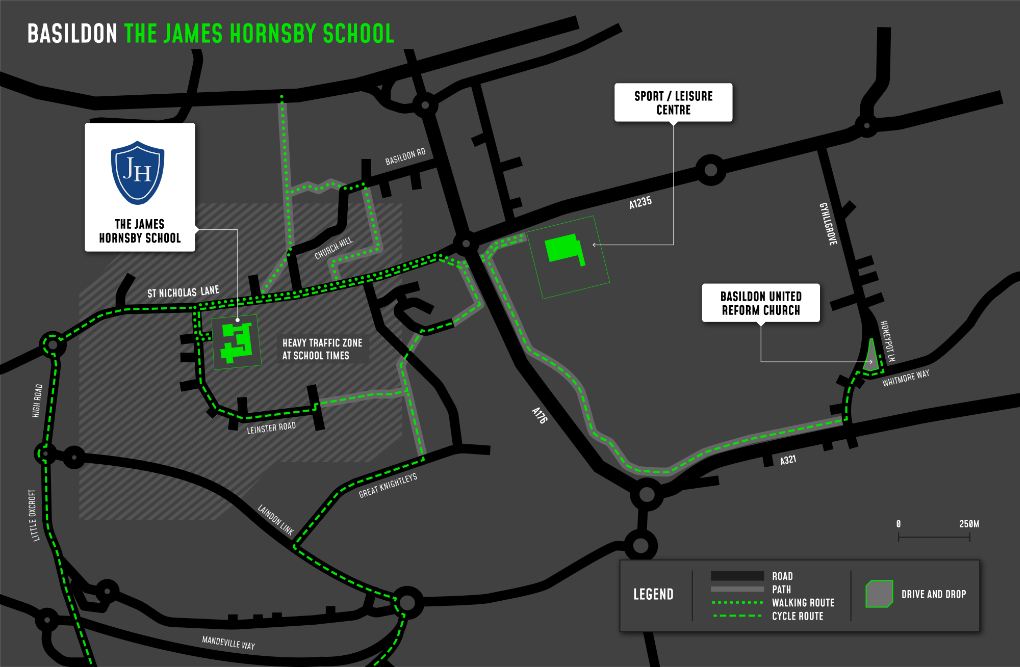 BASILDON THE JAMES HORNSBY SCHOOL
SPORT / LEISURE
CENTRE
JH
THE JAMES
HORNSBY SCHOOL
BASILDON RD
A1235
GYHLLGROVE
CHURCH HILL
ST NICHOLAS LANE
BASILDON UNITED
REFORM CHURCH
HEAVY TRAFFIC ZONE
AT SCHOOL TIMES
HONEYPOT LN
WHITMORE WAY
HIGH ROAD
LEINSTER ROAD
A176
A321
GREAT KNIGHTLEYS
LITTLE OXCROFT
LAINDON LINK
MANDEVILLE WAY
0 250M
LEGEND
ROAD
PATH
WALKING ROUTE
CYCLE ROUTE
DRIVE AND DROP